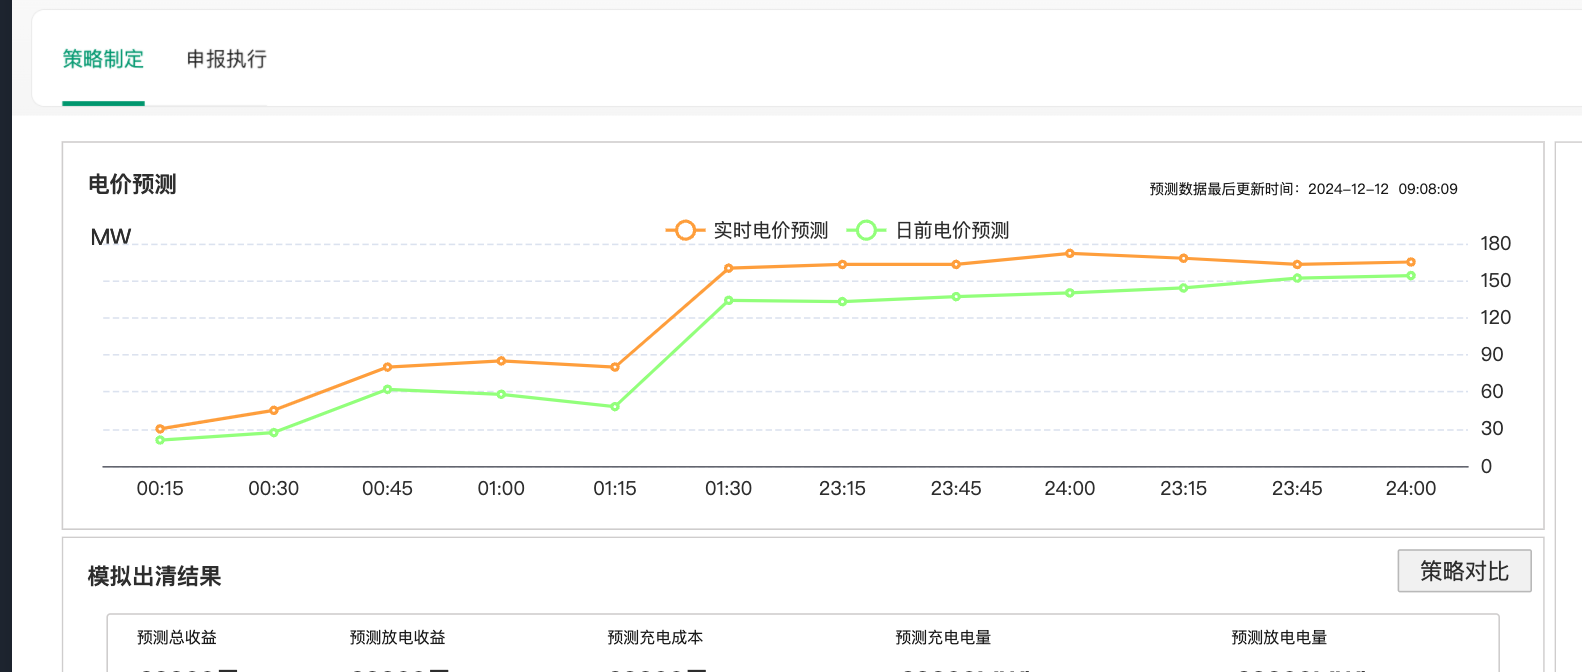 策略制定 申报执行
电价预测
预测数据最后更新时间：2024-12-12 09:08:09
MW
实时电价预测 日前电价预测
180
150
120
90
60
30
0
00:15 00:30 00:45 01:00 01:15 01:30 23:15 23:45 24:00 23:15 23:45 24:00
模拟出清结果
策略对比
预测总收益 预测放电收益 预测充电成本 预测充电电量 预测放电电量